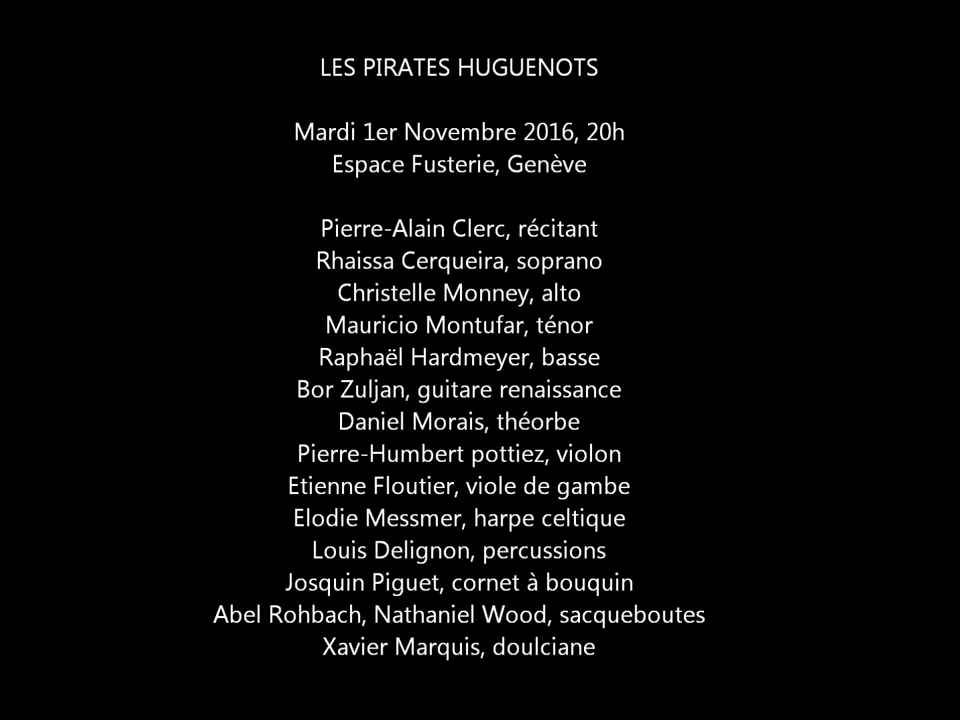 LES PIRATES HUGUENOTS
Mardi 1er Novembre 2016, 20h
Espace Fusterie, Genève
Pierre-Alain Clerc, récitant
Rhaissa Cerqueira, soprano
Christelle Monney, alto
Mauricio Montufar, ténor
Raphaël Hardmeyer, basse
Bor Zuljan, guitare renaissance
Daniel Morais, théorbe
Pierre-Humbert pottiez, violon
Etienne Floutier, viole de gambe
Elodie Messmer, harpe celtique
Louis Delignon, percussions
Josquin Piguet, cornet à bouquin
Abel Rohbach, Nathaniel Wood, sacqueboutes
Xavier Marquis, doulciane